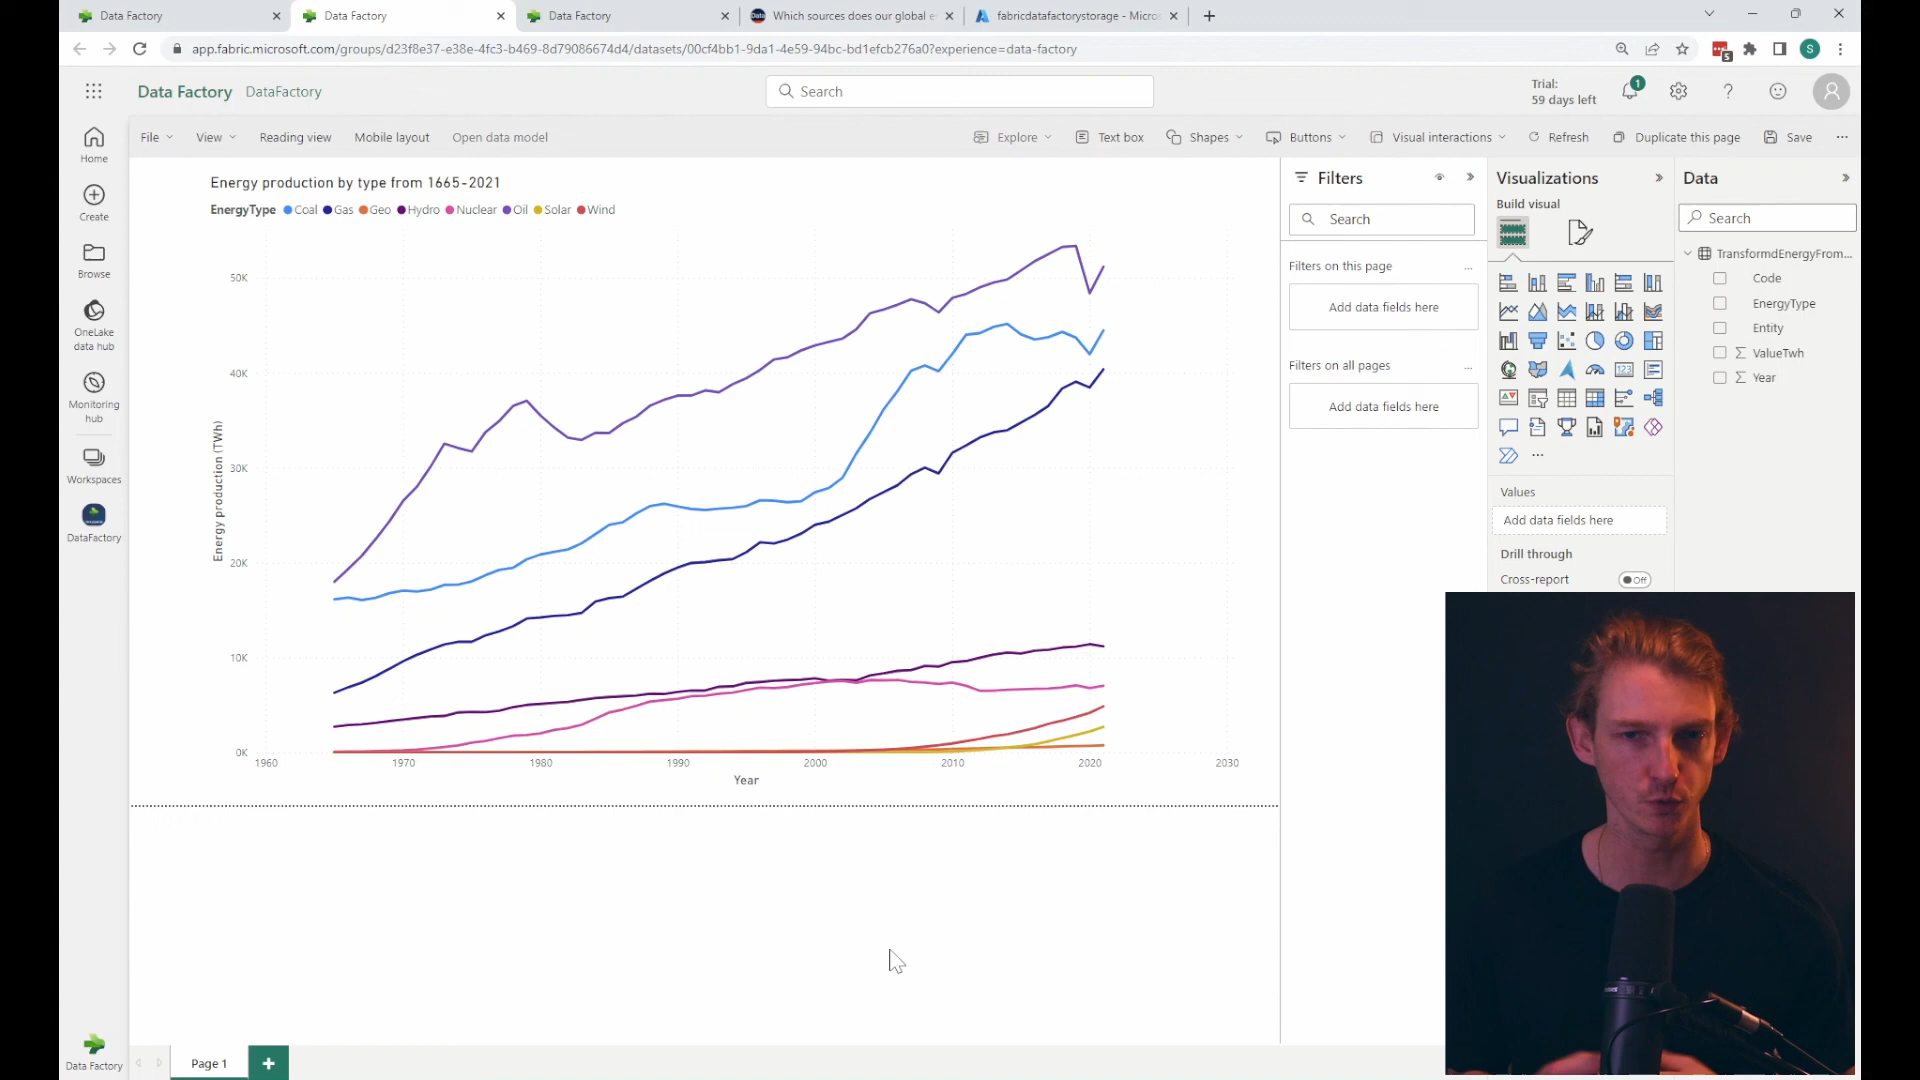 Data Factory
Data Factory
Data Factory
Which sources does our global e
fabricdatafactorystorage - Micros
app.fabric.microsoft.com/groups/d23f8e37-e38e-4fc3-b469-8d79086674d4/datasets/00cf4bb1-9da1-4e59-94bc-bd1efcb276a0?experience=data-factory
5
S
Data Factory DataFactory
Search
Trial:
59 days left
1
File View Reading view Mobile layout Open data model
Explore Text box Shapes Buttons Visual interactions Refresh Duplicate this page Save ...
Home
Create
Browse
OneLake
data hub
Monitoring
hub
Workspaces
DataFactory
Data Factory
Energy production by type from 1665-2021
EnergyType Coal Gas Geo Hydro Nuclear Oil Solar Wind
Energy production (TWh)
50K
40K
30K
20K
10K
0K
1960 1970 1980 1990 2000 2010 2020 2030
Year
Page 1
Filters
Search
Filters on this page ...
Add data fields here
Filters on all pages ...
Add data fields here
Visualizations
Build visual
123
...
Values
Add data fields here
Drill through
Cross-report Off
Data
Search
TransformdEnergyFrom...
Code
EnergyType
Entity
ValueTwh
Year